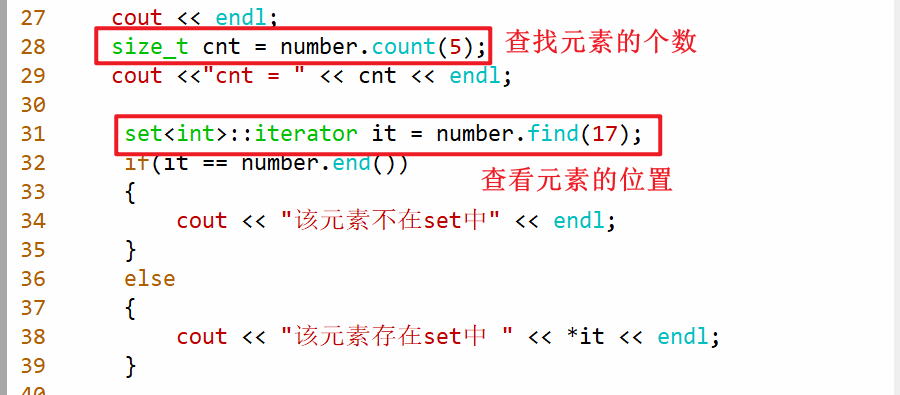 27 cout << endl;
28 size_t cnt = number.count(5); 查找元素的个数
29 cout <<"cnt = " << cnt << endl;
30
31 set<int>::iterator it = number.find(17);
32 if(it == number.end())
查看元素的位置
33 {
34 cout << "该元素不在set中" << endl;
35 }
36 else
37 {
38 cout << "该元素存在set中 " << *it << endl;
39 }
40